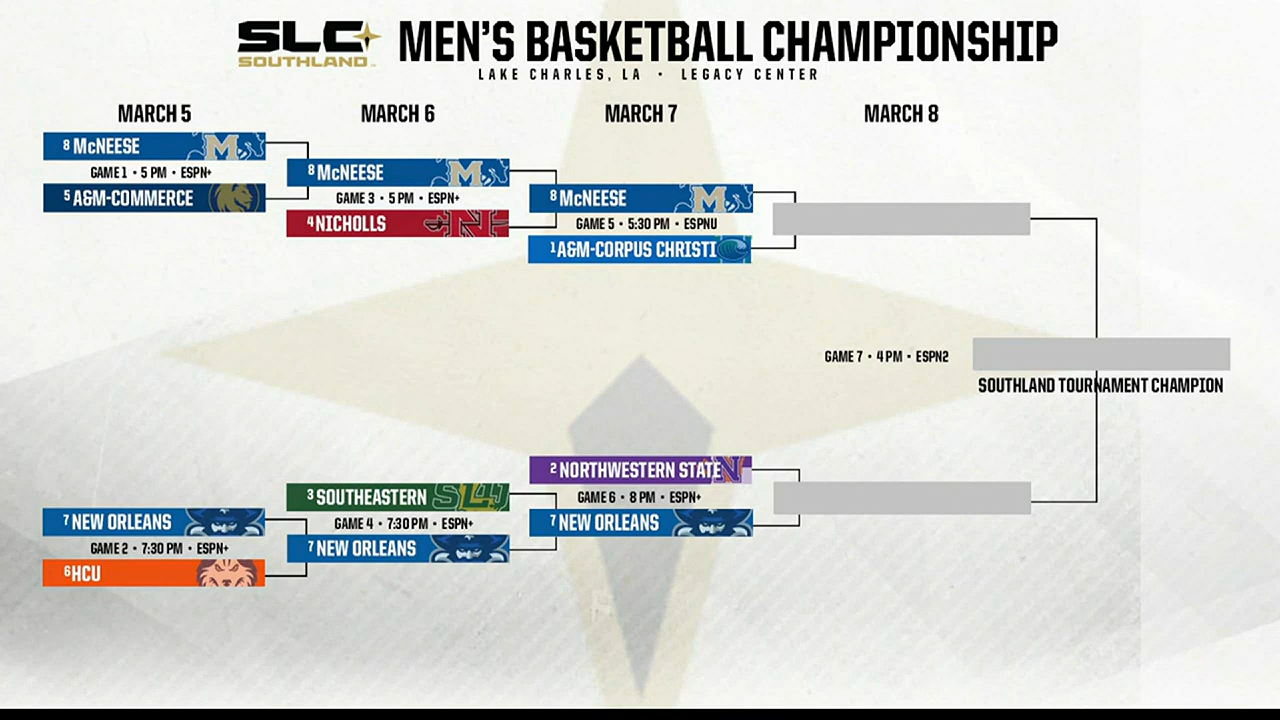 SLC
SOUTHLAND
MEN'S BASKETBALL CHAMPIONSHIP
LAKE CHARLES, LA • LEGACY CENTER
MARCH 5
MARCH 6
MARCH 7
MARCH 8
8 McNEESE M
GAME 1 • 5 PM • ESPN+
5 A&M-COMMERCE
8 McNEESE M
GAME 3 • 5 PM • ESPN+
4 NICHOLLS N
8 McNEESE M
GAME 5 • 5:30 PM • ESPNU
1 A&M-CORPUS CHRISTI
GAME 7 • 4 PM • ESPN2
SOUTHLAND TOURNAMENT CHAMPION
2 NORTHWESTERN STATE N
GAME 6 • 8 PM • ESPN+
7 NEW ORLEANS
3 SOUTHEASTERN SLU
GAME 4 • 7:30 PM • ESPN+
7 NEW ORLEANS
7 NEW ORLEANS
GAME 2 • 7:30 PM • ESPN+
6 HCU